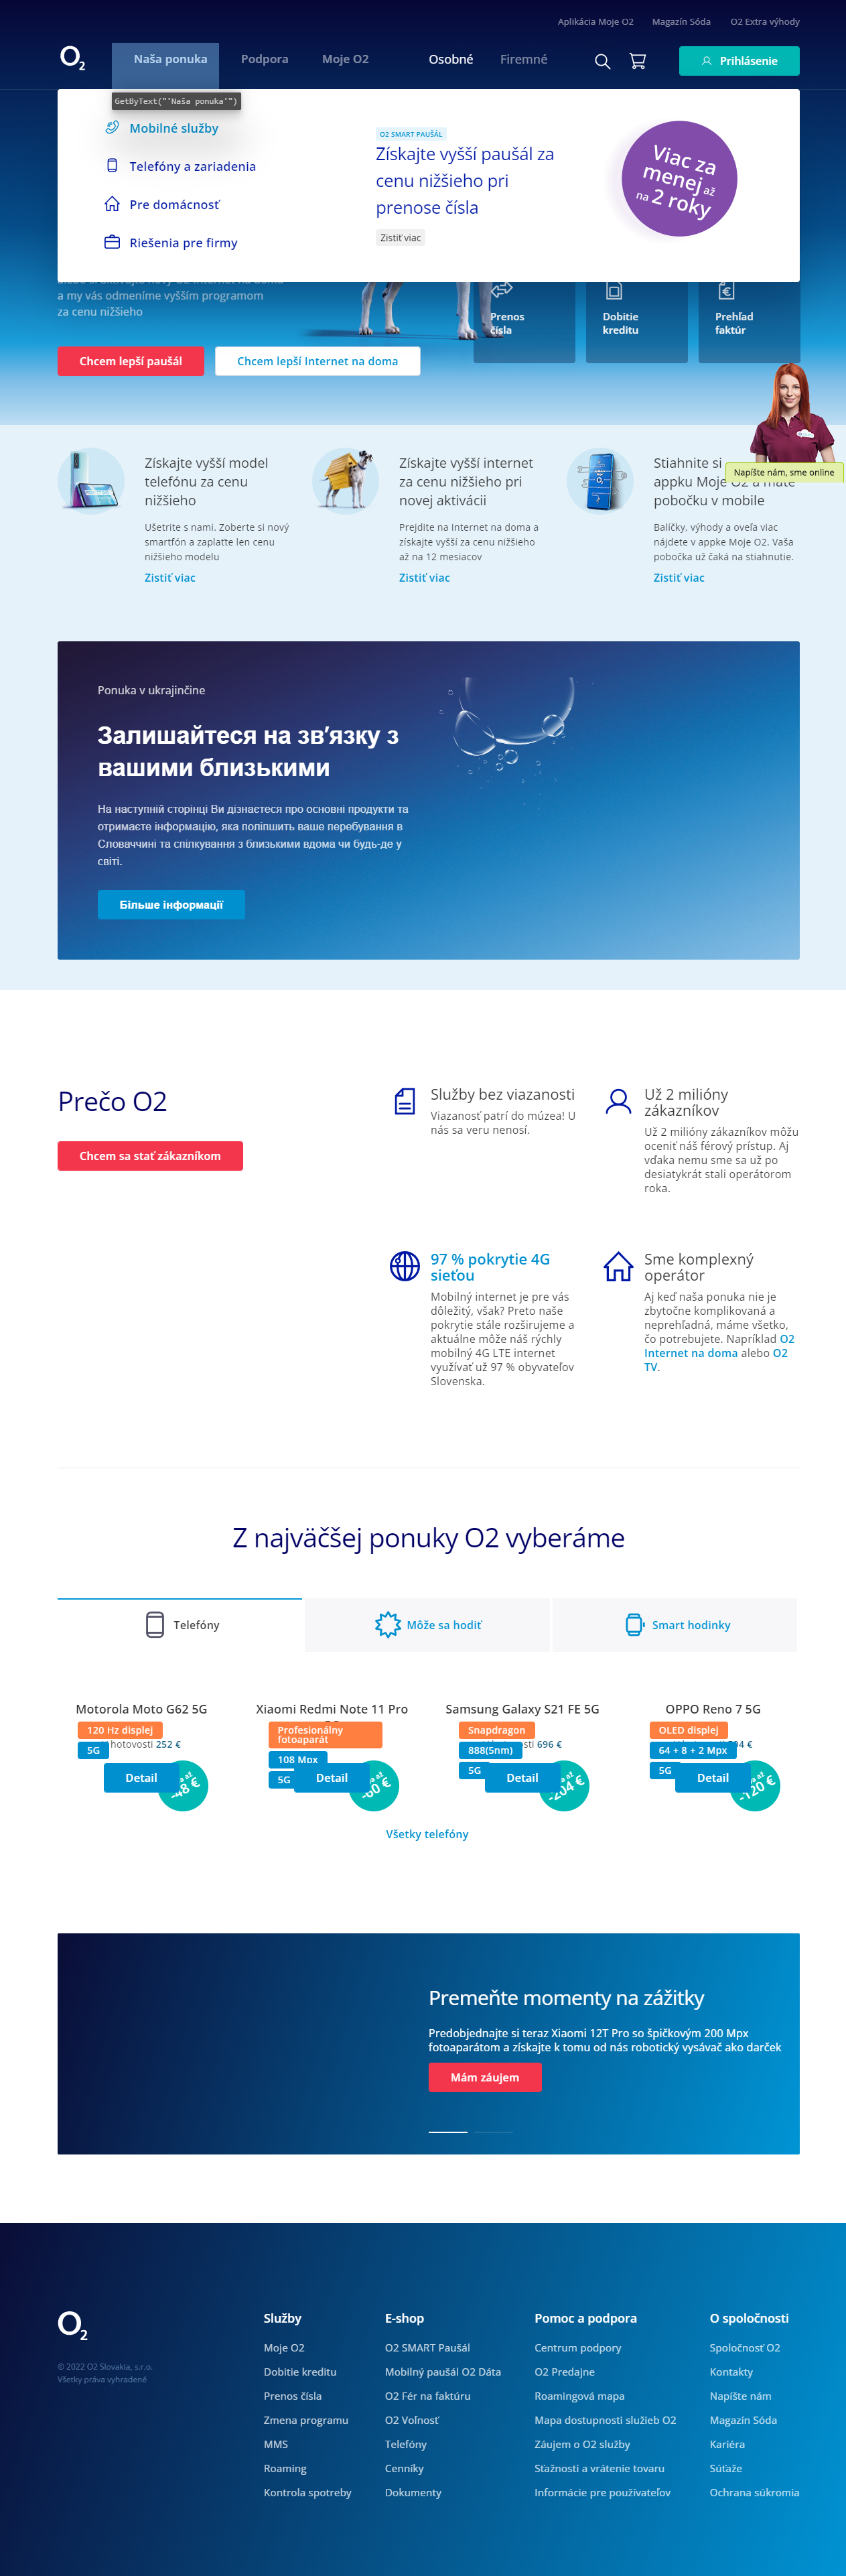 Aplikácia Moje O2
Magazín Sóda
O2 Extra výhody
O2
Naša ponuka
Podpora
Moje O2
Osobné
Firemné
Prihlásenie
GetByText("'Naša ponuka'")
Mobilné služby
Telefóny a zariadenia
Pre domácnosť
Riešenia pre firmy
O2 SMART PAUŠÁL
Získajte vyšší paušál za
cenu nižšieho pri
prenose čísla
Zistiť viac
Viac za
menej až
na 2 roky
a my vás odmeníme vyšším programom
za cenu nižšieho
Chcem lepší paušál
Chcem lepší Internet na doma
Prenos
čísla
Dobitie
kreditu
Prehľad
faktúr
Napíšte nám, sme online
Získajte vyšší model
telefónu za cenu
nižšieho
Ušetrite s nami. Zoberte si nový
smartfón a zaplaťte len cenu
nižšieho modelu
Zistiť viac
Získajte vyšší internet
za cenu nižšieho pri
novej aktivácii
Prejdite na Internet na doma a
získajte vyšší za cenu nižšieho
až na 12 mesiacov
Zistiť viac
Stiahnite si
appku Moje O2 a máte
pobočku v mobile
Balíčky, výhody a oveľa viac
nájdete v appke Moje O2. Vaša
pobočka už čaká na stiahnutie.
Zistiť viac
Ponuka v ukrajinčine
Залишайтеся на зв’язку з
вашими близькими
На наступній сторінці Ви дізнаєтеся про основні продукти та
отримаєте інформацію, яка поліпшить ваше перебування в
Словаччині та спілкування з близькими вдома чи будь-де у
світі.
Більше інформації
Prečo O2
Chcem sa stať zákazníkom
Služby bez viazanosti
Viazanosť patrí do múzea! U
nás sa veru nenosí.
Už 2 milióny
zákazníkov
Už 2 milióny zákazníkov môžu
oceniť náš férový prístup. Aj
vďaka nemu sme sa už po
desiatykrát stali operátorom
roka.
97 % pokrytie 4G
sieťou
Mobilný internet je pre vás
dôležitý, však? Preto naše
pokrytie stále rozširujeme a
aktuálne môže náš rýchly
mobilný 4G LTE internet
využívať už 97 % obyvateľov
Slovenska.
Sme komplexný
operátor
Aj keď naša ponuka nie je
zbytočne komplikovaná a
neprehľadná, máme všetko,
čo potrebujete. Napríklad O2
Internet na doma alebo O2
TV.
Z najväčšej ponuky O2 vyberáme
Telefóny
Môže sa hodiť
Smart hodinky
Motorola Moto G62 5G
120 Hz displej
hotovosti 252 €
5G
Detail
-48 €
Xiaomi Redmi Note 11 Pro
Profesionálny
fotoaparát
108 Mpx
5G
Detail
-60 €
Samsung Galaxy S21 FE 5G
Snapdragon
888(5nm)
696 €
5G
Detail
-204 €
OPPO Reno 7 5G
OLED displej
64 + 8 + 2 Mpx
5G
Detail
-120 €
Všetky telefóny
Premeňte momenty na zážitky
Predobjednajte si teraz Xiaomi 12T Pro so špičkovým 200 Mpx
fotoaparátom a získajte k tomu od nás robotický vysávač ako darček
Mám záujem
O2
© 2022 O2 Slovakia, s.r.o.
Všetky práva vyhradené
Služby
Moje O2
Dobitie kreditu
Prenos čísla
Zmena programu
MMS
Roaming
Kontrola spotreby
E-shop
O2 SMART Paušál
Mobilný paušál O2 Dáta
O2 Fér na faktúru
O2 Voľnosť
Telefóny
Cenníky
Dokumenty
Pomoc a podpora
Centrum podpory
O2 Predajne
Roamingová mapa
Mapa dostupnosti služieb O2
Záujem o O2 služby
Sťažnosti a vrátenie tovaru
Informácie pre používateľov
O spoločnosti
Spoločnosť O2
Kontakty
Napíšte nám
Magazín Sóda
Kariéra
Súťaže
Ochrana súkromia